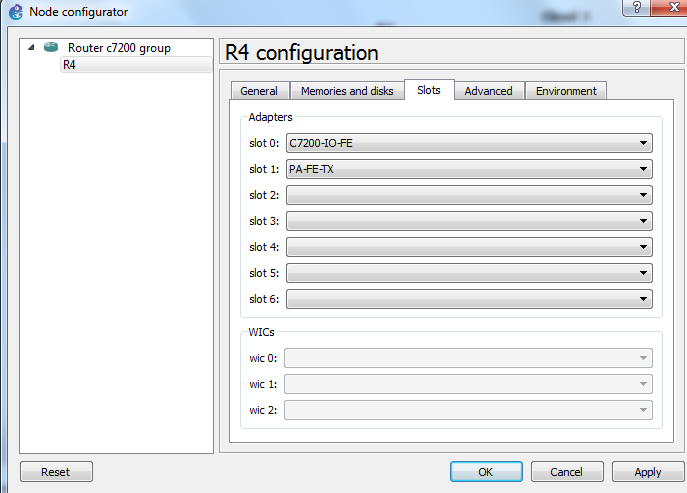 Node configurator
?
Router c7200 group
R4
R4 configuration
General
Memories and disks
Slots
Advanced
Environment
Adapters
slot 0: C7200-IO-FE
slot 1: PA-FE-TX
slot 2:
slot 3:
slot 4:
slot 5:
slot 6:
WICs
wic 0:
wic 1:
wic 2:
Reset
OK
Cancel
Apply